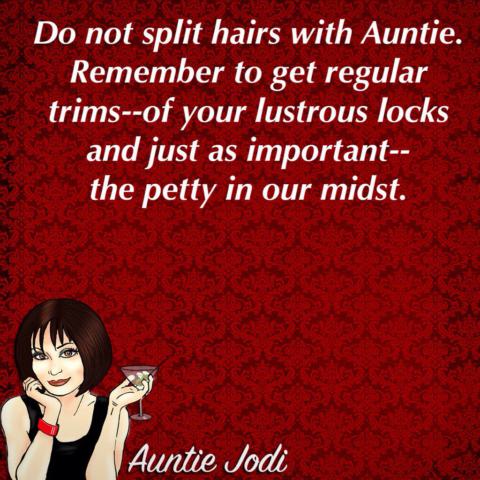 Do not split hairs with Auntie.
Remember to get regular
trims--of your lustrous locks
and just as important--
the petty in our midst.
Auntie Jodi